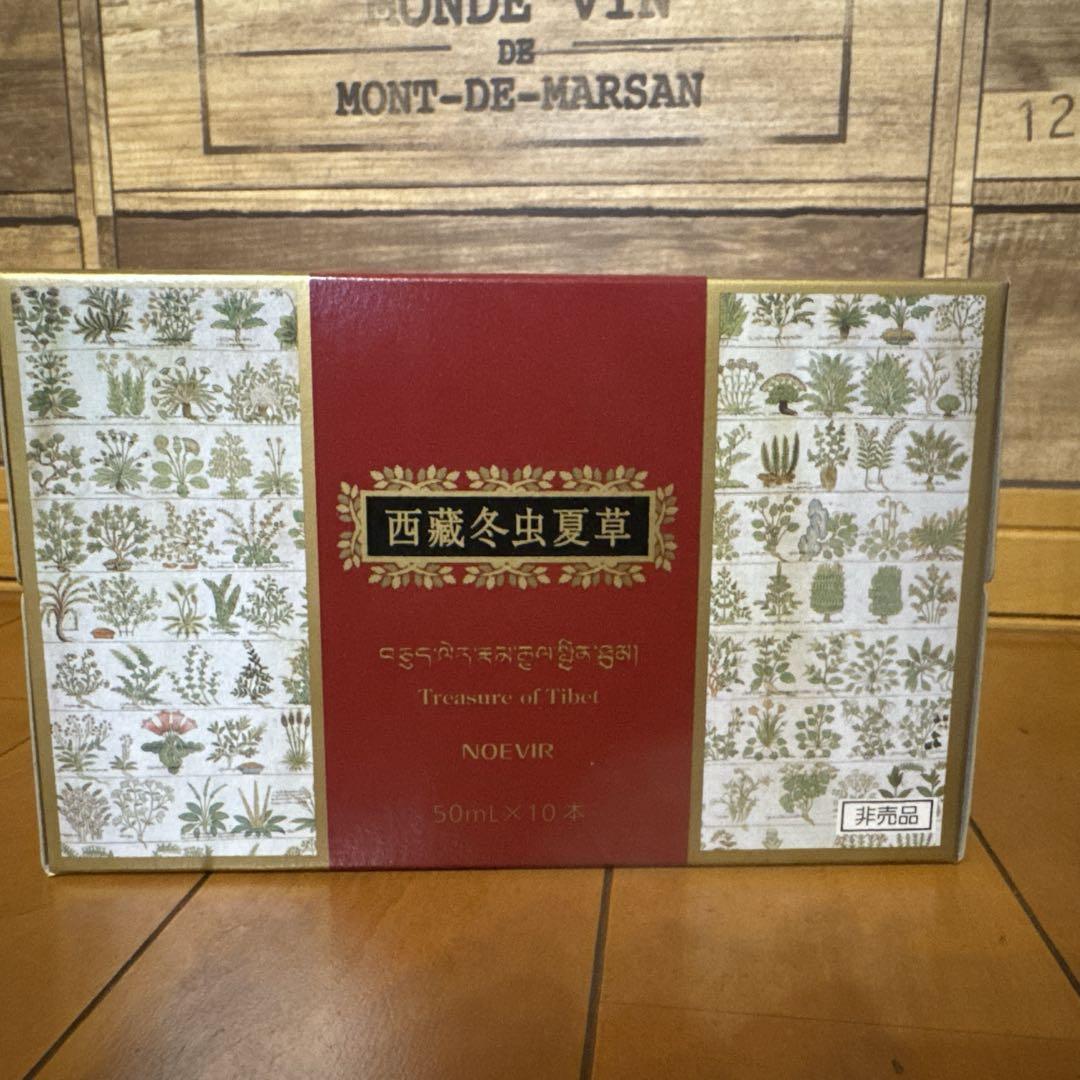 MONDE VIN
DE
MONT-DE-MARSAN
12
西藏冬虫夏草
Treasure of Tibet
NOEVIR
50mL×10本
非売品